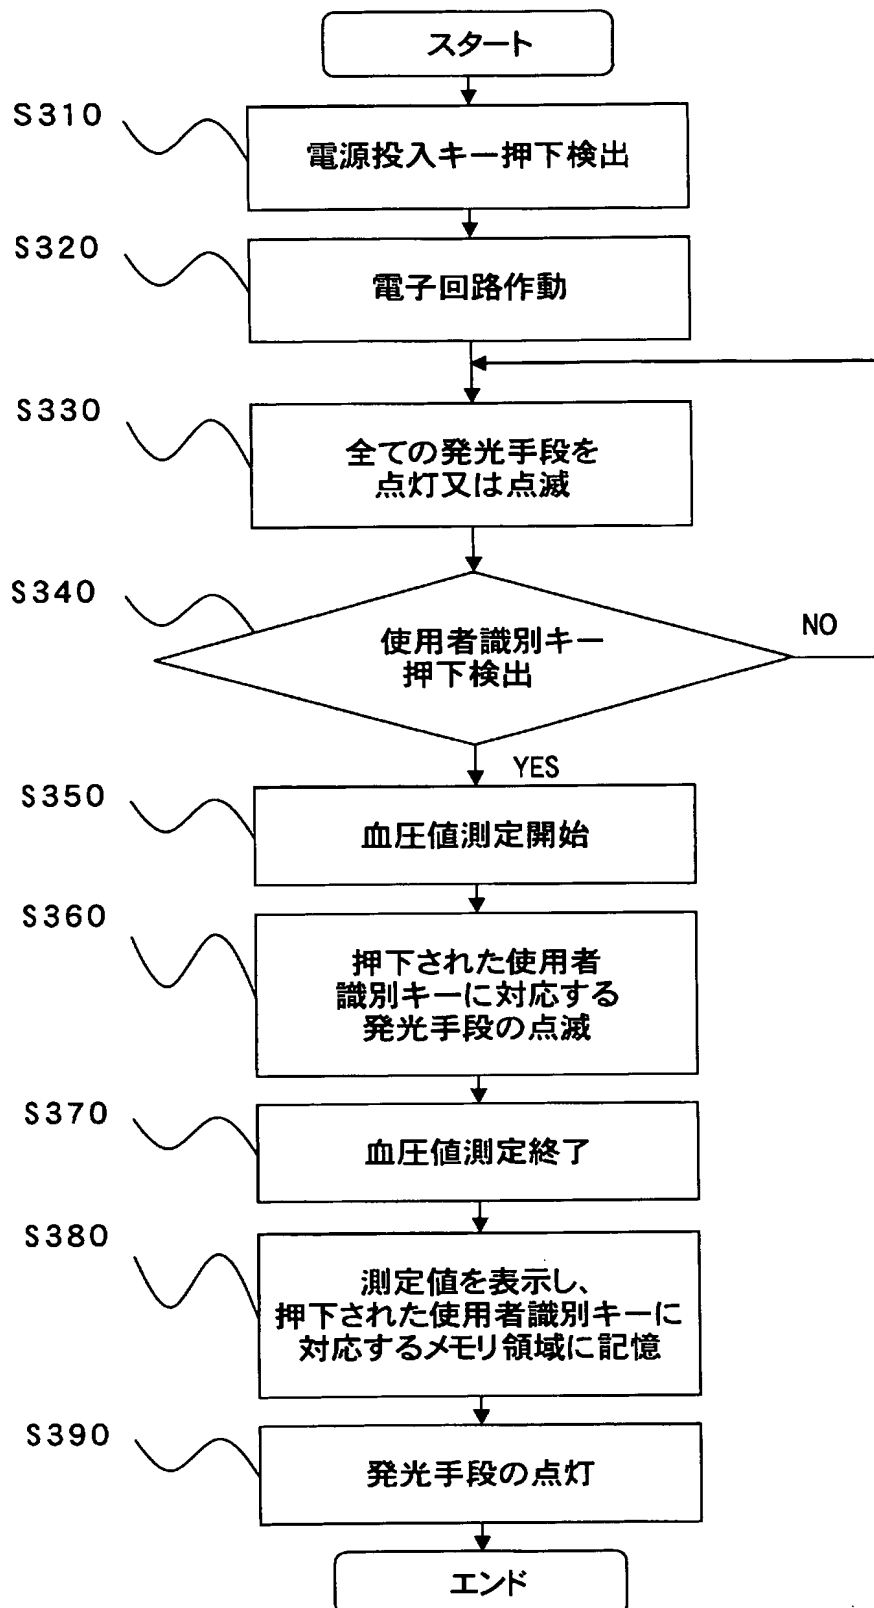 スタート
S310
電源投入キー押下検出
S320
電子回路作動
S330
全ての発光手段を
点灯又は点滅
S340
使用者識別キー
押下検出
NO
YES
S350
血圧値測定開始
S360
押下された使用者
識別キーに対応する
発光手段の点滅
S370
血圧値測定終了
S380
測定値を表示し、
押下された使用者識別キーに
対応するメモリ領域に記憶
S390
発光手段の点灯
エンド